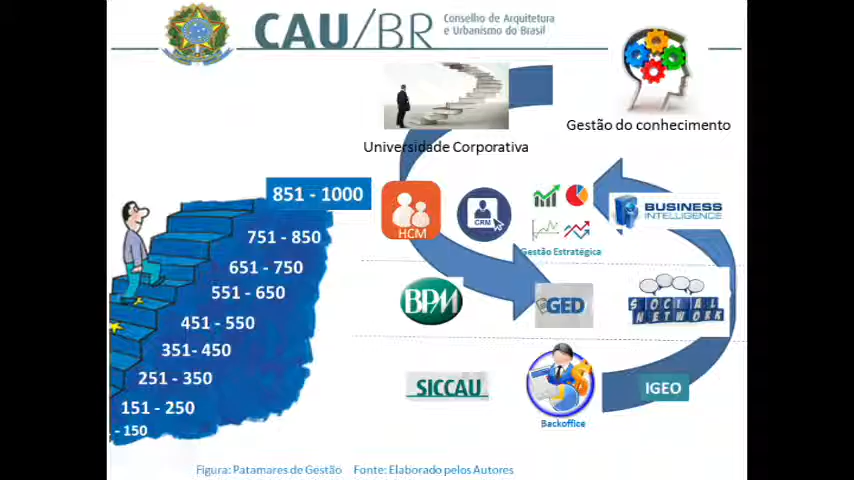 CAU/BR
Conselho de Arquitetura
e Urbanismo do Brasil
Gestão do conhecimento
Universidade Corporativa
851 - 1000
HCM
CRM
BUSINESS
INTELLIGENCE
751 - 850
Gestão Estratégica
651 - 750
551 - 650
BPM
GED
SOCIAL
NETWORK
451 - 550
351- 450
251 - 350
SICCAU
IGEO
151 - 250
Backoffice
- 150
Figura: Patamares de Gestão Fonte: Elaborado pelos Autores